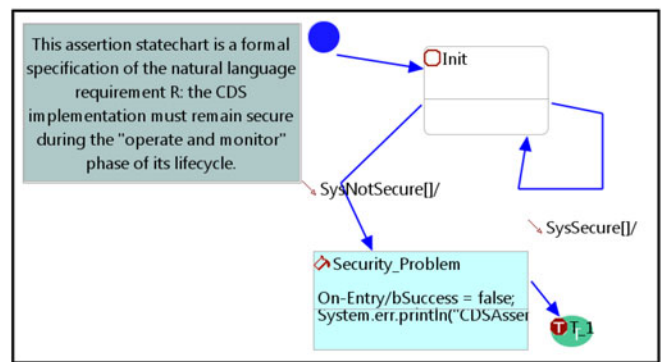 This assertion statechart is a formal
specification of the natural language
requirement R: the CDS
implementation must remain secure
during the "operate and monitor"
phase of its lifecycle.
Init
SysNotSecure[]/
SysSecure[]/
Security_Problem
On-Entry/bSuccess = false;
System.err.println("CDSAsser
T T_1